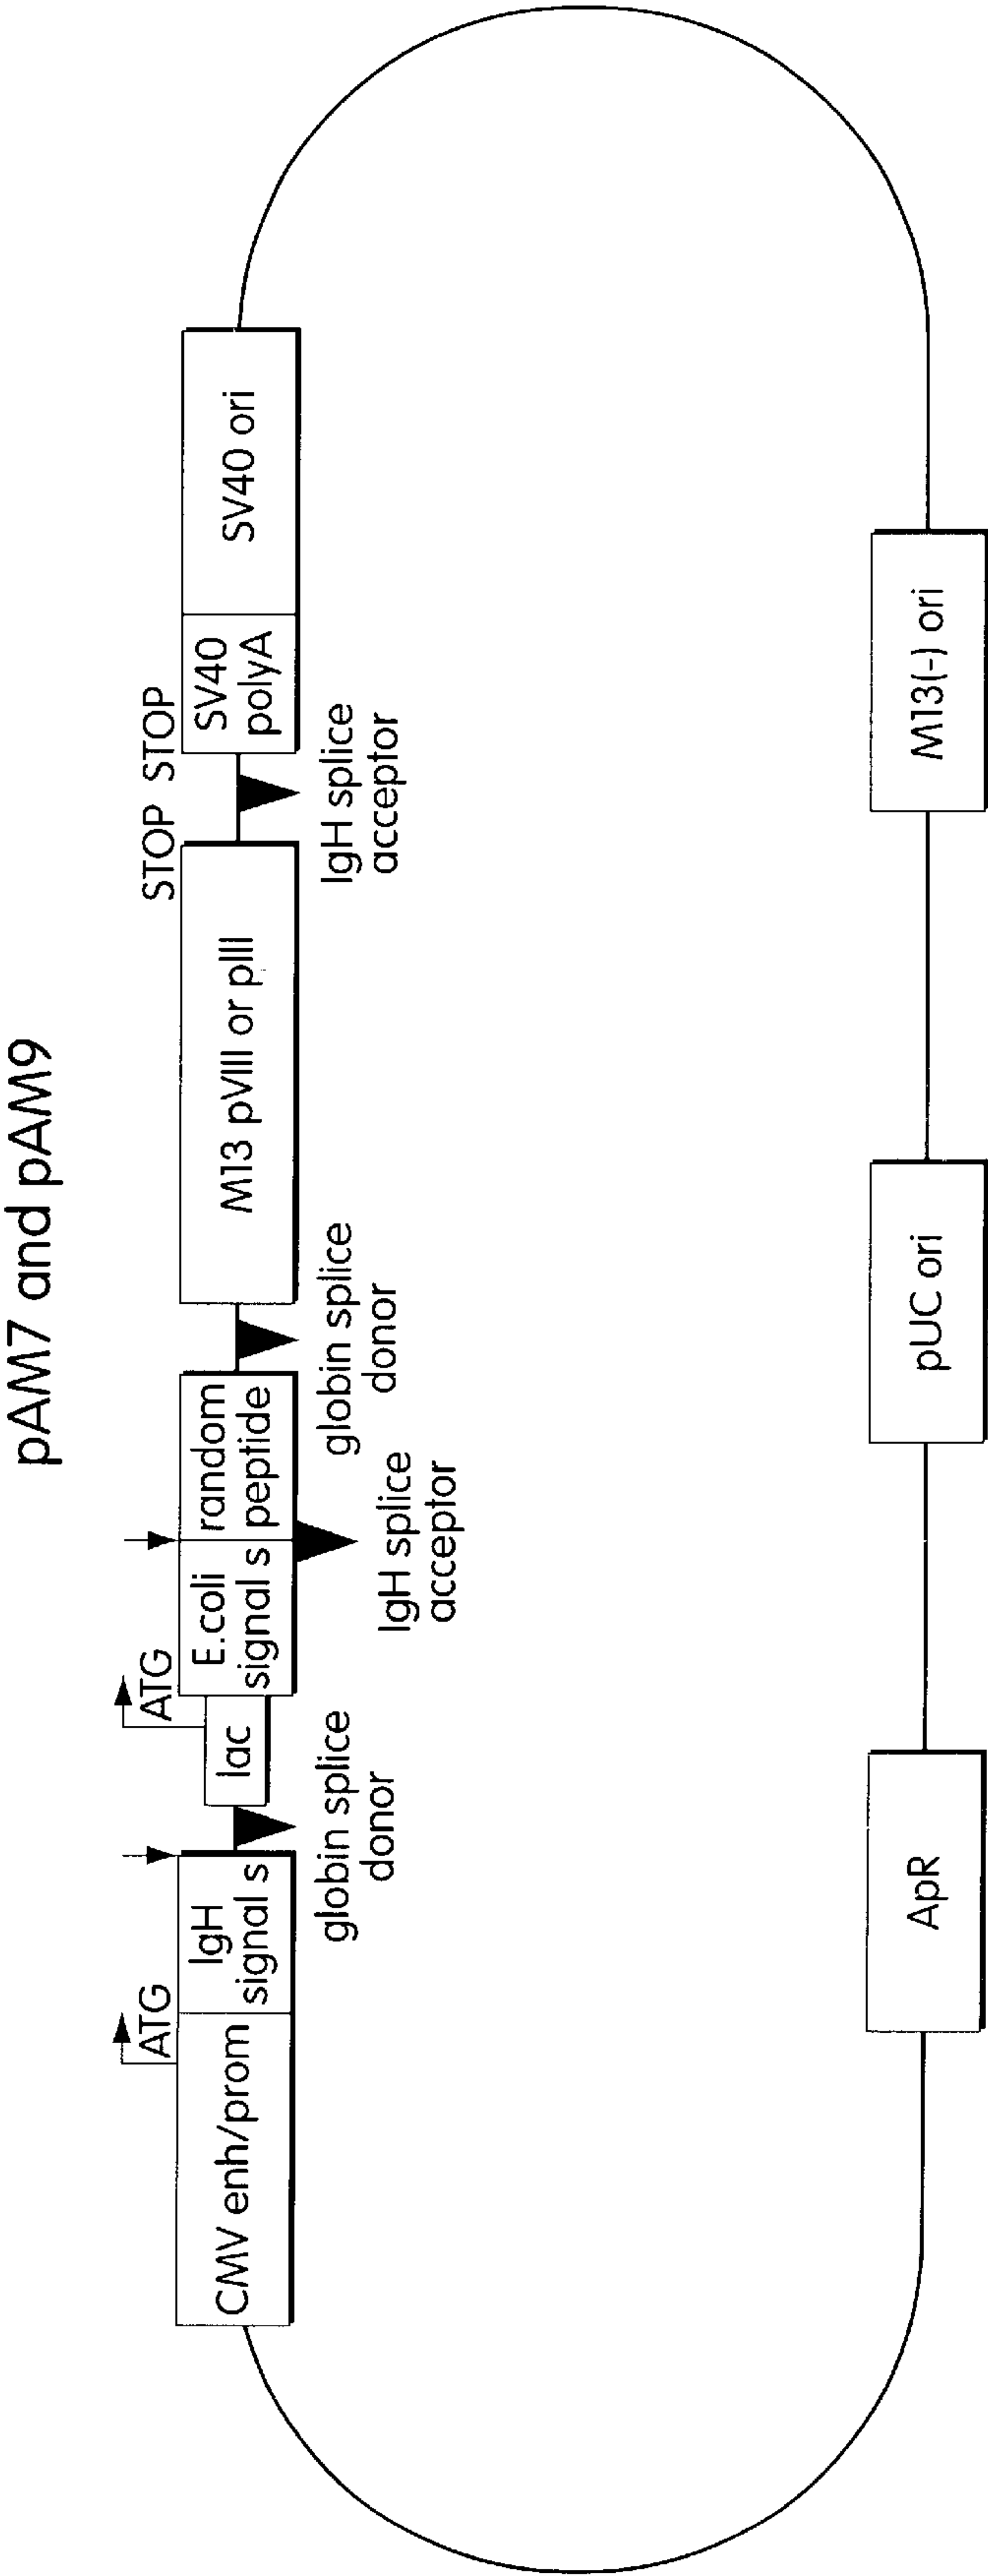 pAM7 and pAM9
ATG
ATG
STOP STOP
CMV enh/prom
IgH
signal s
lac
E.coli
signal s
random
peptide
M13 pVIII or pIII
SV40
polyA
SV40 ori
globin splice
donor
IgH splice
acceptor
globin splice
donor
IgH splice
acceptor
ApR
pUC ori
M13(-) ori